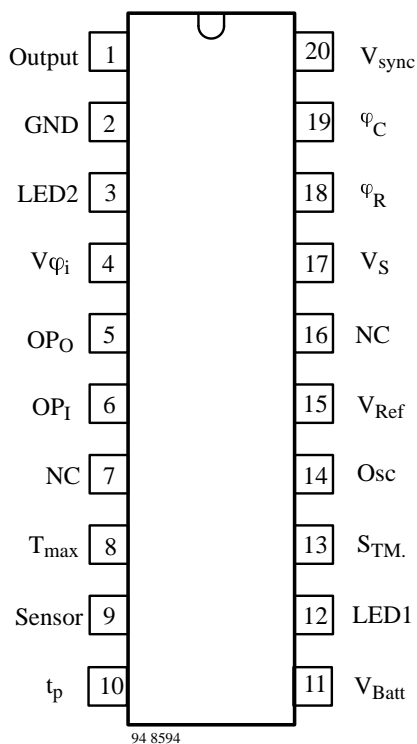 Output 1 20 Vsync
GND 2 19 φC
LED2 3 18 φR
Vφi 4 17 VS
OPO 5 16 NC
OPI 6 15 VRef
NC 7 14 Osc
Tmax 8 13 STM.
Sensor 9 12 LED1
tp 10 11 VBatt
94 8594